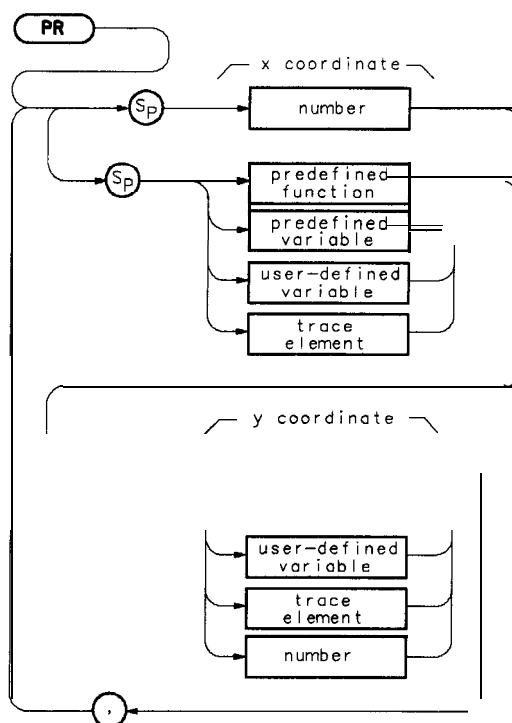 PR
x coordinate
SP
number
SP
predefined
function
predefined
variable
user-defined
variable
trace
element
y coordinate
user-defined
variable
trace
element
number
,